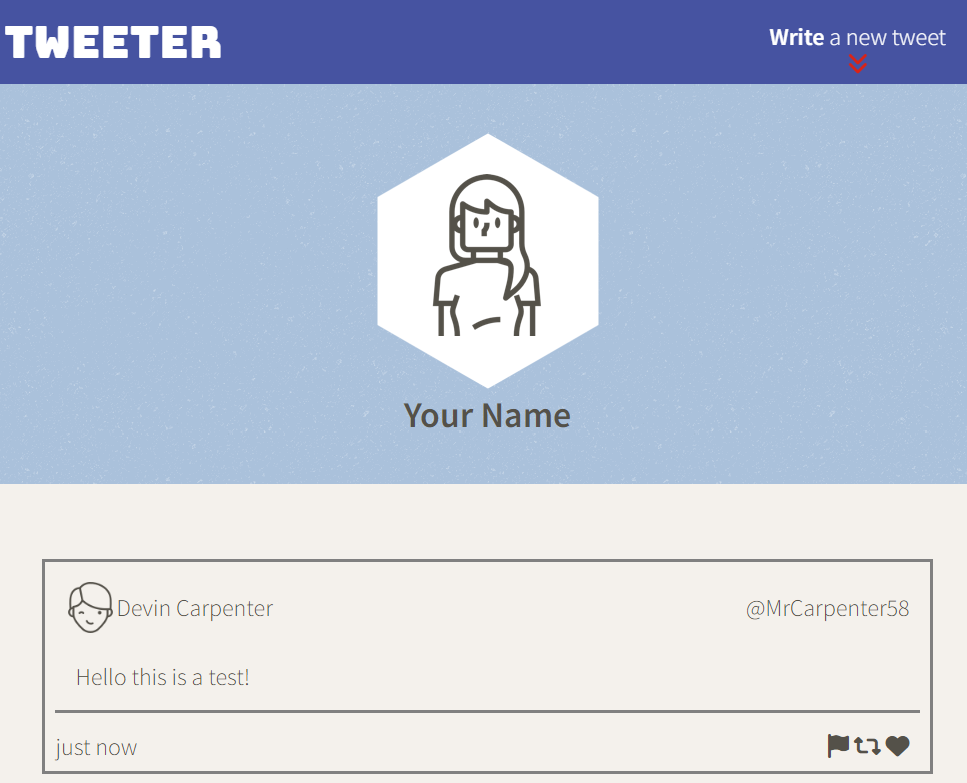 TWEETER
Write a new tweet
Your Name
Devin Carpenter
@MrCarpenter58
Hello this is a test!
just now